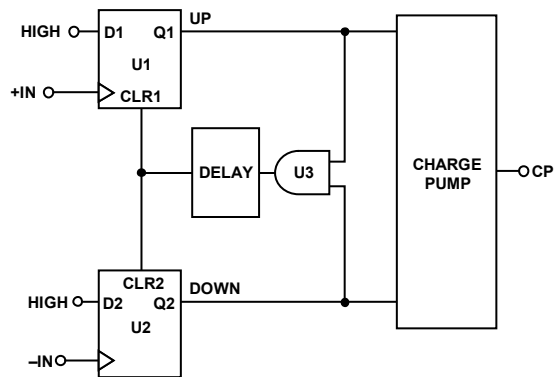 UP
HIGH
D1
Q1
U1
+IN
CLR1
DELAY
U3
CHARGE
PUMP
CP
CLR2
DOWN
HIGH
D2
Q2
U2
–IN